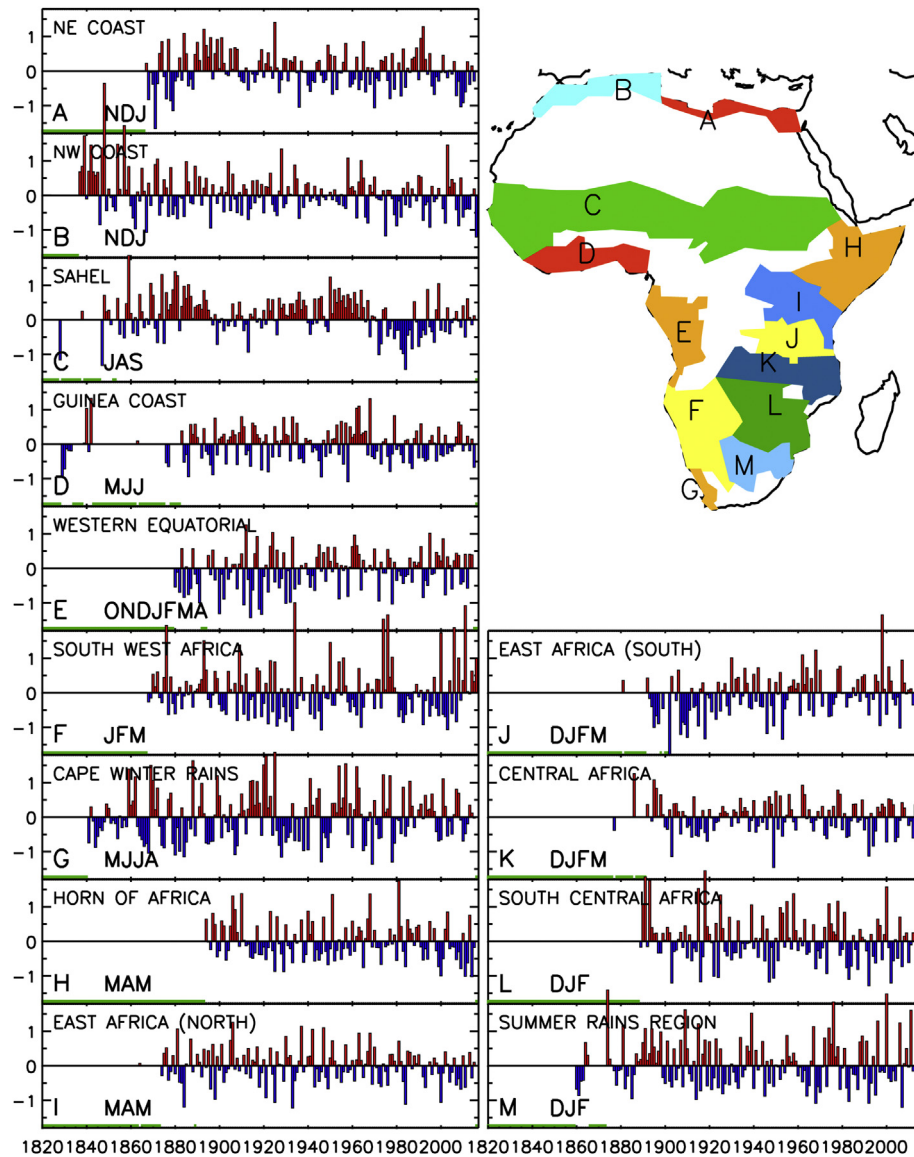 NE COAST
1
0
−1
A NDJ
NW COAST
1
0
−1
B NDJ
SAHEL
1
0
−1
C JAS
GUINEA COAST
1
0
−1
D MJJ
WESTERN EQUATORIAL
1
0
−1
E ONDJFMA
SOUTH WEST AFRICA
1
0
−1
F JFM
CAPE WINTER RAINS
1
0
−1
G MJJA
HORN OF AFRICA
1
0
−1
H MAM
EAST AFRICA (NORTH)
1
0
−1
I MAM
1820 1840 1860 1880 1900 1920 1940 1960 1980 2000
B
A
C
D
H
E
I
J
K
F
L
M
G
EAST AFRICA (SOUTH)
J DJFM
CENTRAL AFRICA
K DJFM
SOUTH CENTRAL AFRICA
L DJF
SUMMER RAINS REGION
M DJF
1820 1840 1860 1880 1900 1920 1940 1960 1980 2000